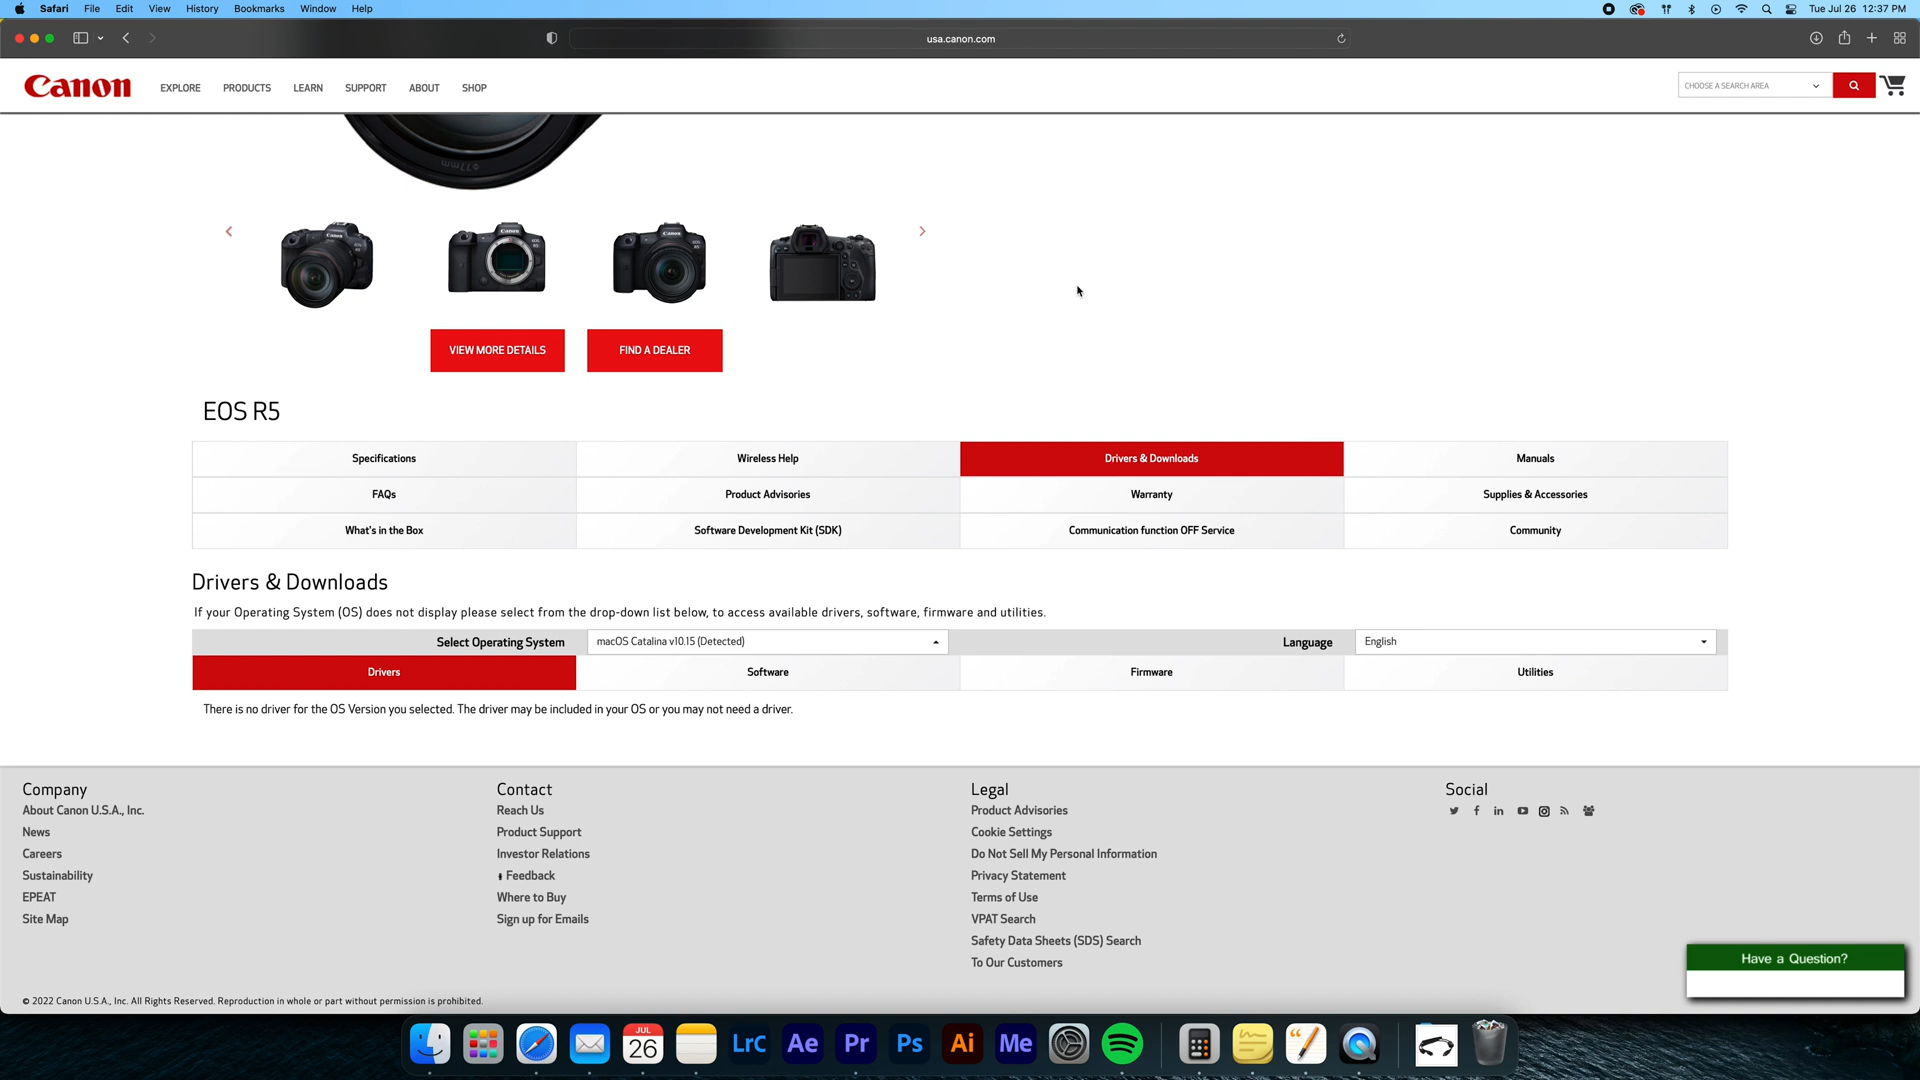 Safari File Edit View History Bookmarks Window Help Tue Jul 26 12:37 PM
usa.canon.com
Canon EXPLORE PRODUCTS LEARN SUPPORT ABOUT SHOP CHOOSE A SEARCH AREA
VIEW MORE DETAILS FIND A DEALER
EOS R5
Specifications Wireless Help Drivers & Downloads Manuals
FAQs Product Advisories Warranty Supplies & Accessories
What's in the Box Software Development Kit (SDK) Communication function OFF Service Community
Drivers & Downloads
If your Operating System (OS) does not display please select from the drop-down list below, to access available drivers, software, firmware and utilities.
Select Operating System macOS Catalina v10.15 (Detected) Language English
Drivers Software Firmware Utilities
There is no driver for the OS Version you selected. The driver may be included in your OS or you may not need a driver.
Company Contact Legal Social
About Canon U.S.A., Inc. Reach Us Product Advisories
News Product Support Cookie Settings
Careers Investor Relations Do Not Sell My Personal Information
Sustainability Feedback Privacy Statement
EPEAT Where to Buy Terms of Use
Site Map Sign up for Emails VPAT Search
Safety Data Sheets (SDS) Search
To Our Customers
Have a Question?
© 2022 Canon U.S.A., Inc. All Rights Reserved. Reproduction in whole or part without permission is prohibited.
JUL
26 LrC Ae Pr Ps Ai Me